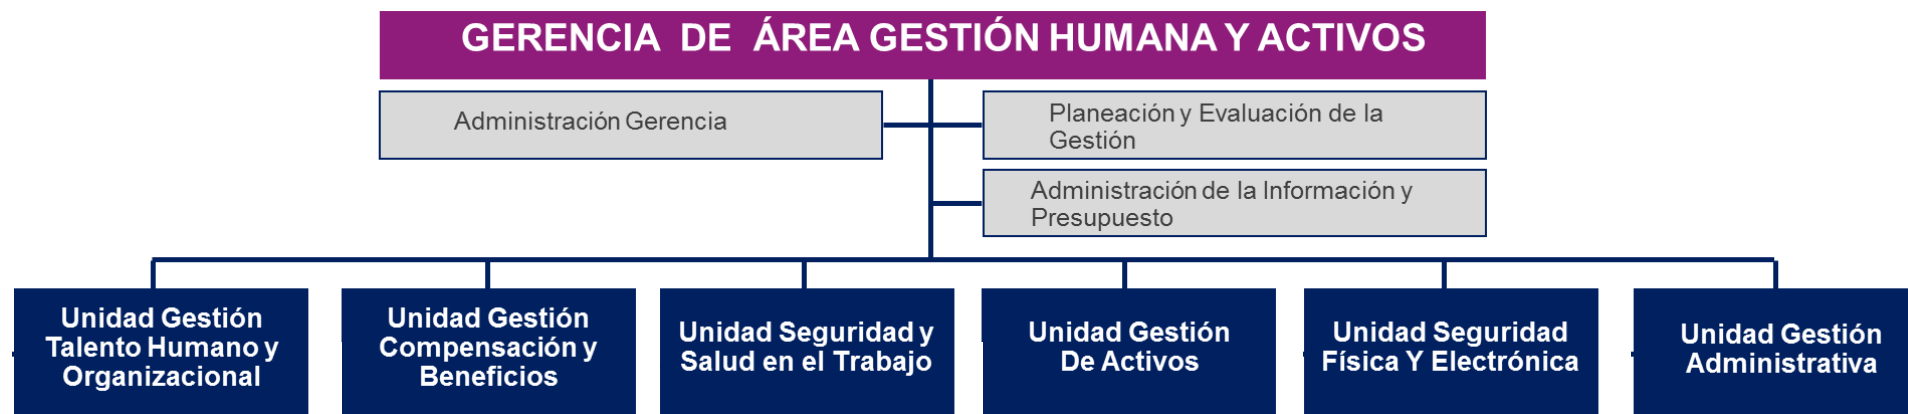 GERENCIA DE ÁREA GESTIÓN HUMANA Y ACTIVOS
Administración Gerencia
Planeación y Evaluación de la
Gestión
Administración de la Información y
Presupuesto
Unidad Gestión
Talento Humano y
Organizacional
Unidad Gestión
Compensación y
Beneficios
Unidad Seguridad y
Salud en el Trabajo
Unidad Gestión
De Activos
Unidad Seguridad
Física Y Electrónica
Unidad Gestión
Administrativa